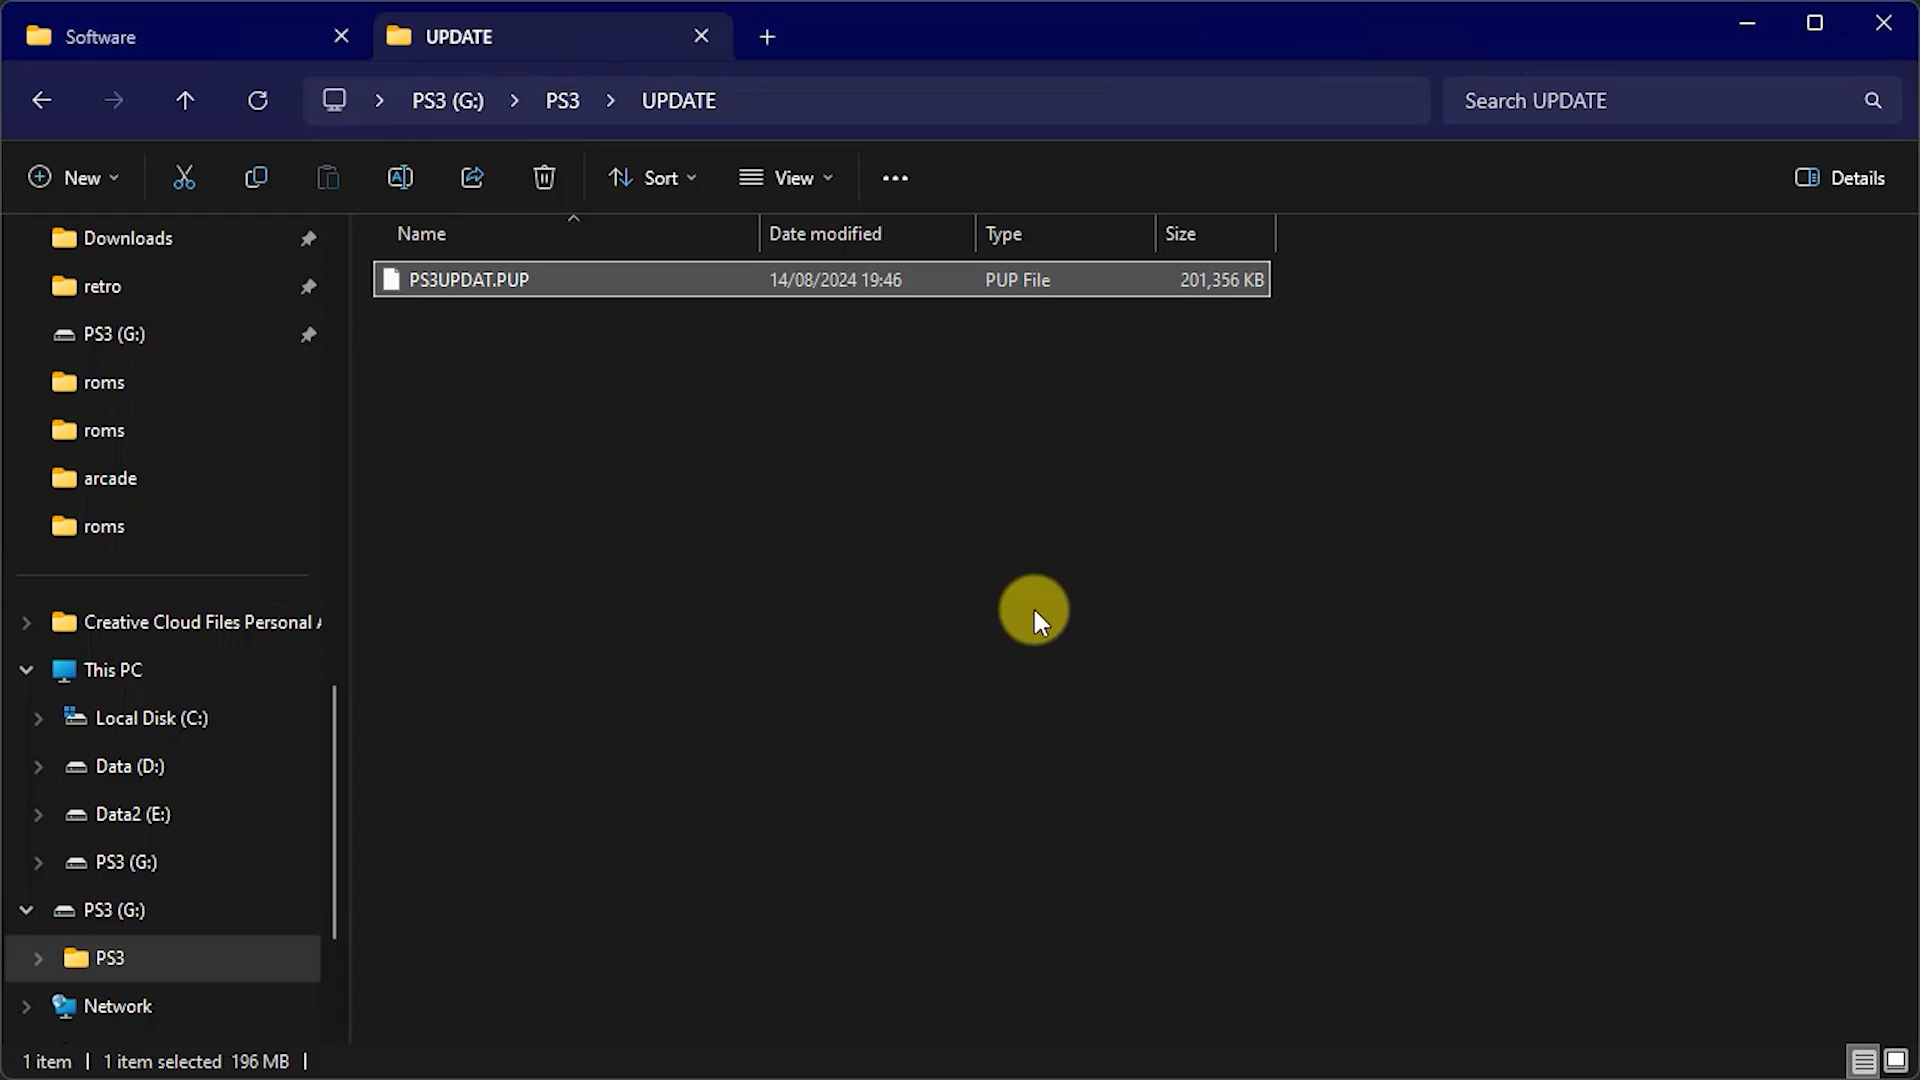 Software
UPDATE
PS3 (G:) PS3 UPDATE
Search UPDATE
New
Sort
View
Details
Downloads
retro
PS3 (G:)
roms
roms
arcade
roms
Creative Cloud Files Personal
This PC
Local Disk (C:)
Data (D:)
Data2 (E:)
PS3 (G:)
PS3 (G:)
PS3
Network
Name Date modified Type Size
PS3UPDAT.PUP 14/08/2024 19:46 PUP File 201,356 KB
1 item | 1 item selected 196 MB |